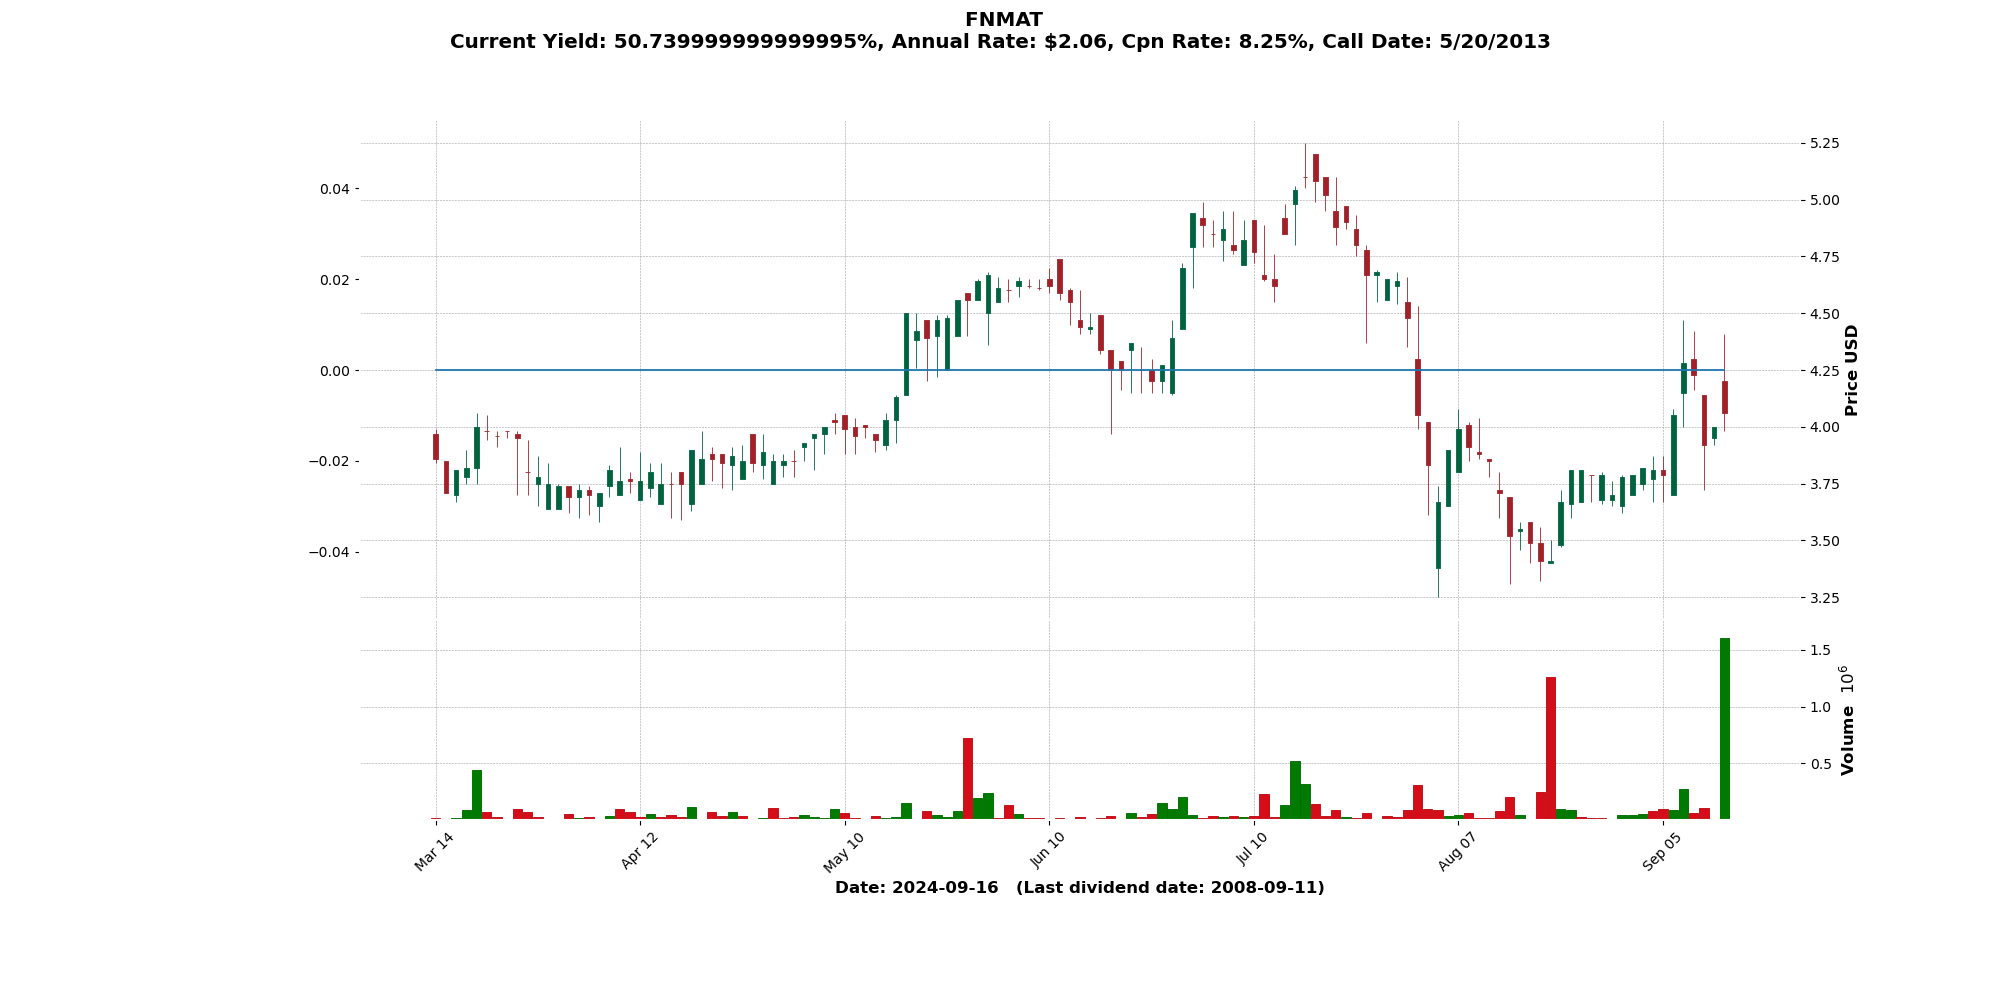 FNMAT
Current Yield: 50.739999999999995%, Annual Rate: $2.06, Cpn Rate: 8.25%, Call Date: 5/20/2013
0.04
0.02
0.00
−0.02
−0.04
5.25
5.00
4.75
4.50
4.25
4.00
3.75
3.50
3.25
Price USD
1.5
1.0
0.5
Volume 10^6
Mar 14
Apr 12
May 10
Jun 10
Jul 10
Aug 07
Sep 05
Date: 2024-09-16 (Last dividend date: 2008-09-11)